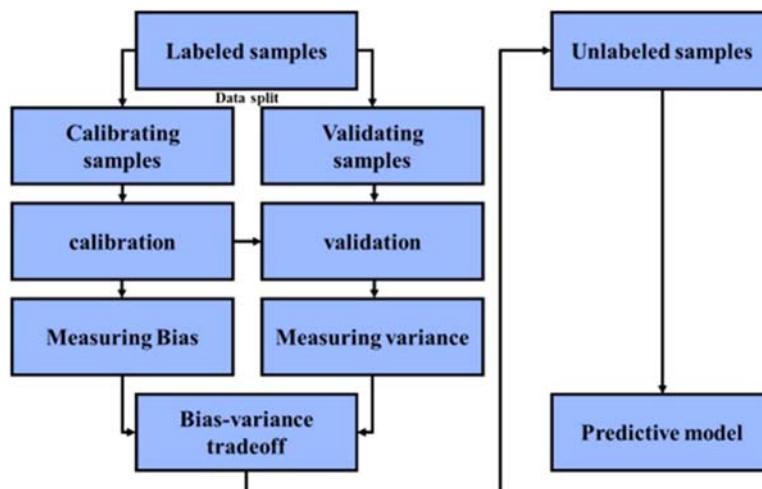 Labeled samples
Unlabeled samples
Data split
Calibrating
samples
Validating
samples
calibration
validation
Measuring Bias
Measuring variance
Bias-variance
tradeoff
Predictive model